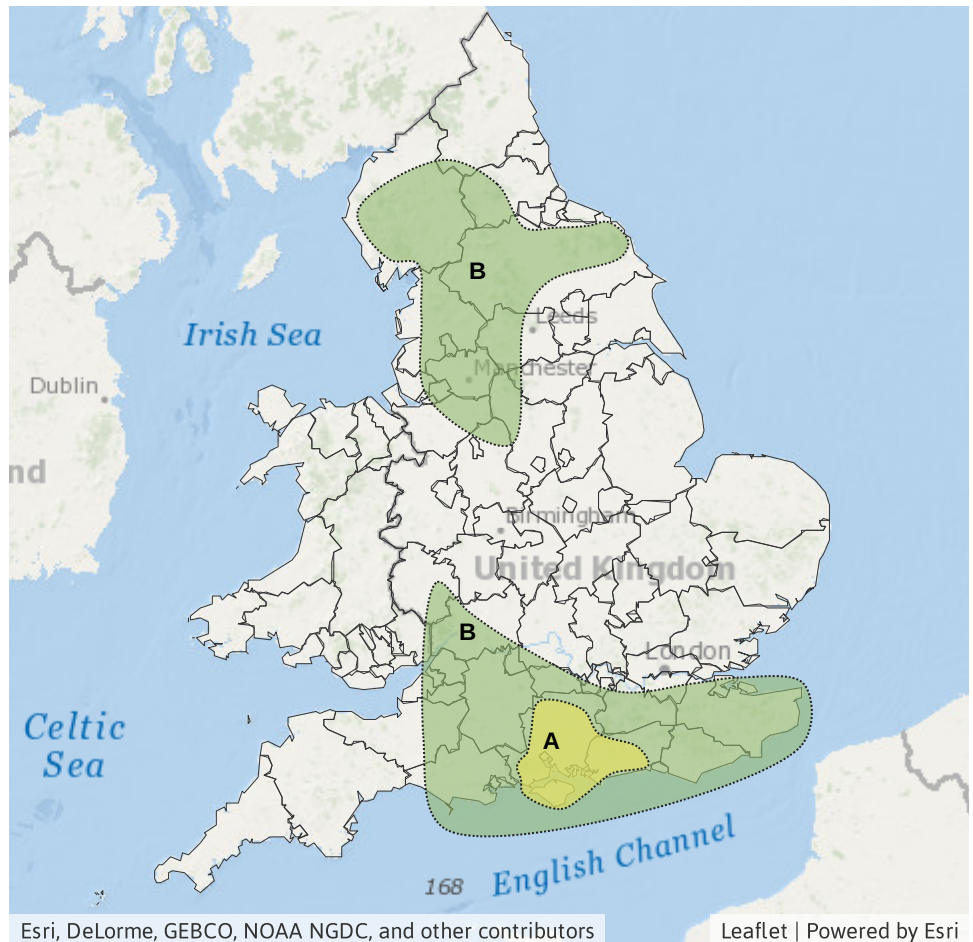 B
Leeds
Irish Sea
Manchester
Dublin
nd
Birmingham
United Kingdom
B
London
Celtic
Sea
A
English Channel
168
Esri, DeLorme, GEBCO, NOAA NGDC, and other contributors
Leaflet | Powered by Esri